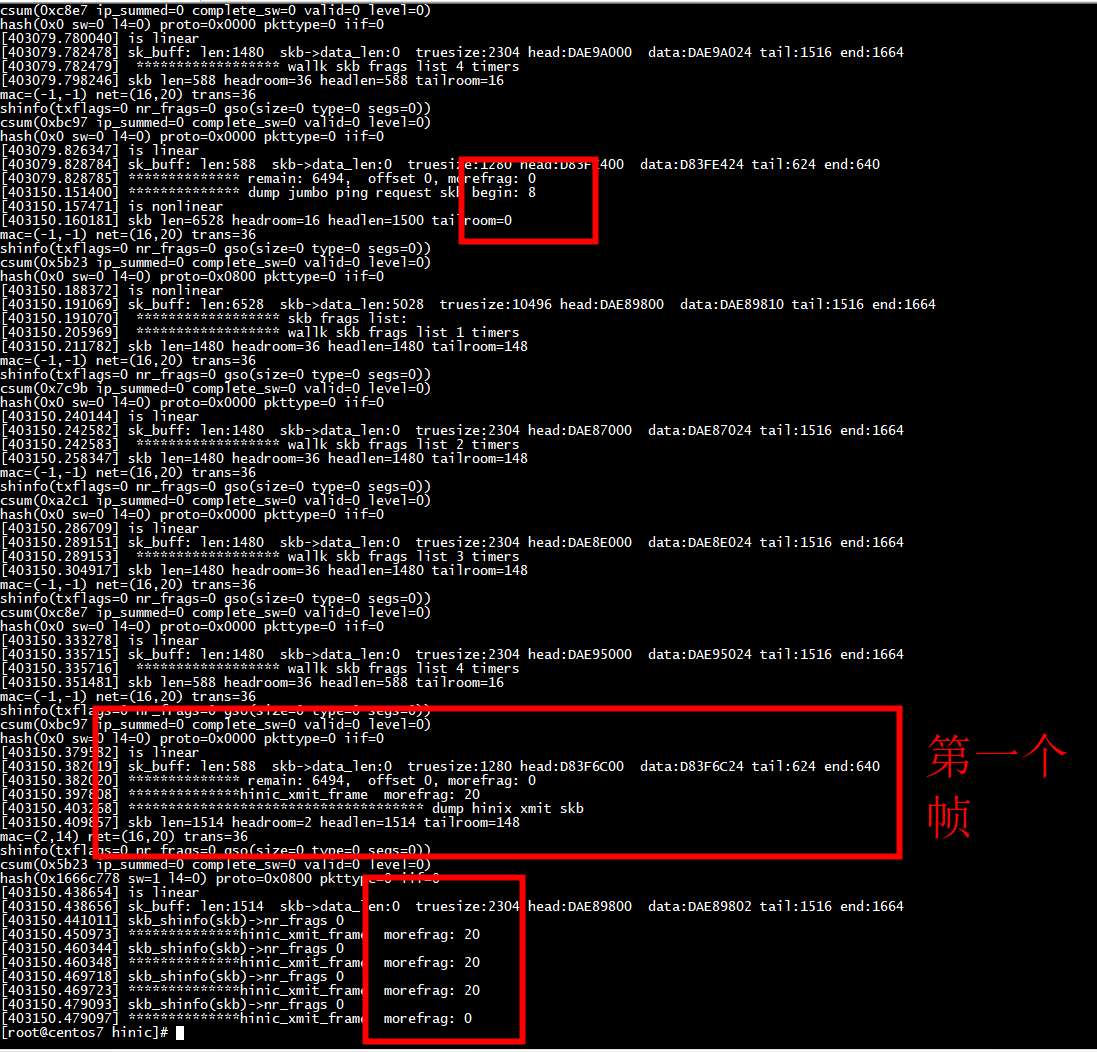 csum(0xc8e7 ip_summed=0 complete_sw=0 valid=0 level=0)
hash(0x0 sw=0 l4=0) proto=0x0000 pkttype=0 iif=0
[403079.780040] is linear
[403079.782478] sk_buff: len:1480  skb->data_len:0  truesize:2304 head:DAE9A000  data:DAE9A024 tail:1516 end:1664
[403079.782479]  ****************** wallk skb frags list 4 timers
[403079.798246] skb len=588 headroom=36 headlen=588 tailroom=16
mac=(-1,-1) net=(16,20) trans=36
shinfo(txflags=0 nr_frags=0 gso(size=0 type=0 segs=0))
csum(0xbc97 ip_summed=0 complete_sw=0 valid=0 level=0)
hash(0x0 sw=0 l4=0) proto=0x0000 pkttype=0 iif=0
[403079.826347] is linear
[403079.828784] sk_buff: len:588  skb->data_len:0  truesize:1280 head:D83FE400  data:D83FE424 tail:624 end:640
[403079.828785] ************** remain: 6494,  offset 0, morefrag: 0
[403150.151400] ************** dump jumbo ping request skb begin: 8
[403150.157471] is nonlinear
[403150.160181] skb len=6528 headroom=16 headlen=1500 tailroom=0
mac=(-1,-1) net=(16,20) trans=36
shinfo(txflags=0 nr_frags=0 gso(size=0 type=0 segs=0))
csum(0x5b23 ip_summed=0 complete_sw=0 valid=0 level=0)
hash(0x0 sw=0 l4=0) proto=0x0800 pkttype=0 iif=0
[403150.188372] is nonlinear
[403150.191069] sk_buff: len:6528  skb->data_len:5028  truesize:10496 head:DAE89800  data:DAE89810 tail:1516 end:1664
[403150.191070]  ****************** skb frags list:
[403150.205969]  ****************** wallk skb frags list 1 timers
[403150.211782] skb len=1480 headroom=36 headlen=1480 tailroom=148
mac=(-1,-1) net=(16,20) trans=36
shinfo(txflags=0 nr_frags=0 gso(size=0 type=0 segs=0))
csum(0x7c9b ip_summed=0 complete_sw=0 valid=0 level=0)
hash(0x0 sw=0 l4=0) proto=0x0000 pkttype=0 iif=0
[403150.240144] is linear
[403150.242582] sk_buff: len:1480  skb->data_len:0  truesize:2304 head:DAE87000  data:DAE87024 tail:1516 end:1664
[403150.242583]  ****************** wallk skb frags list 2 timers
[403150.258347] skb len=1480 headroom=36 headlen=1480 tailroom=148
mac=(-1,-1) net=(16,20) trans=36
shinfo(txflags=0 nr_frags=0 gso(size=0 type=0 segs=0))
csum(0xa2c1 ip_summed=0 complete_sw=0 valid=0 level=0)
hash(0x0 sw=0 l4=0) proto=0x0000 pkttype=0 iif=0
[403150.286709] is linear
[403150.289151] sk_buff: len:1480  skb->data_len:0  truesize:2304 head:DAE8E000  data:DAE8E024 tail:1516 end:1664
[403150.289153]  ****************** wallk skb frags list 3 timers
[403150.304917] skb len=1480 headroom=36 headlen=1480 tailroom=148
mac=(-1,-1) net=(16,20) trans=36
shinfo(txflags=0 nr_frags=0 gso(size=0 type=0 segs=0))
csum(0xc8e7 ip_summed=0 complete_sw=0 valid=0 level=0)
hash(0x0 sw=0 l4=0) proto=0x0000 pkttype=0 iif=0
[403150.333278] is linear
[403150.335715] sk_buff: len:1480  skb->data_len:0  truesize:2304 head:DAE95000  data:DAE95024 tail:1516 end:1664
[403150.335716]  ****************** wallk skb frags list 4 timers
[403150.351481] skb len=588 headroom=36 headlen=588 tailroom=16
mac=(-1,-1) net=(16,20) trans=36
shinfo(txflags=0 nr_frags=0 gso(size=0 type=0 segs=0))
csum(0xbc97 ip_summed=0 complete_sw=0 valid=0 level=0)
hash(0x0 sw=0 l4=0) proto=0x0000 pkttype=0 iif=0
[403150.379582] is linear
[403150.382019] sk_buff: len:588  skb->data_len:0  truesize:1280 head:D83F6C00  data:D83F6C24 tail:624 end:640
[403150.382020] ************** remain: 6494,  offset 0, morefrag: 0
[403150.397808] **************hinic_xmit_frame  morefrag: 20
[403150.403268] ************************************* dump hinix xmit skb
[403150.409857] skb len=1514 headroom=2 headlen=1514 tailroom=148
mac=(2,14) net=(16,20) trans=36
shinfo(txflags=0 nr_frags=0 gso(size=0 type=0 segs=0))
csum(0x5b23 ip_summed=0 complete_sw=0 valid=0 level=0)
hash(0x1666c778 sw=1 l4=0) proto=0x0800 pkttype=0 iif=0
[403150.438654] is linear
[403150.438656] sk_buff: len:1514  skb->data_len:0  truesize:2304 head:DAE89800  data:DAE89802 tail:1516 end:1664
[403150.441011] skb_shinfo(skb)->nr_frags 0
[403150.450973] **************hinic_xmit_frame  morefrag: 20
[403150.460344] skb_shinfo(skb)->nr_frags 0
[403150.460348] **************hinic_xmit_frame  morefrag: 20
[403150.469718] skb_shinfo(skb)->nr_frags 0
[403150.469723] **************hinic_xmit_frame  morefrag: 20
[403150.479093] skb_shinfo(skb)->nr_frags 0
[403150.479097] **************hinic_xmit_frame  morefrag: 0
[root@centos7 hinic]#
第一个
帧